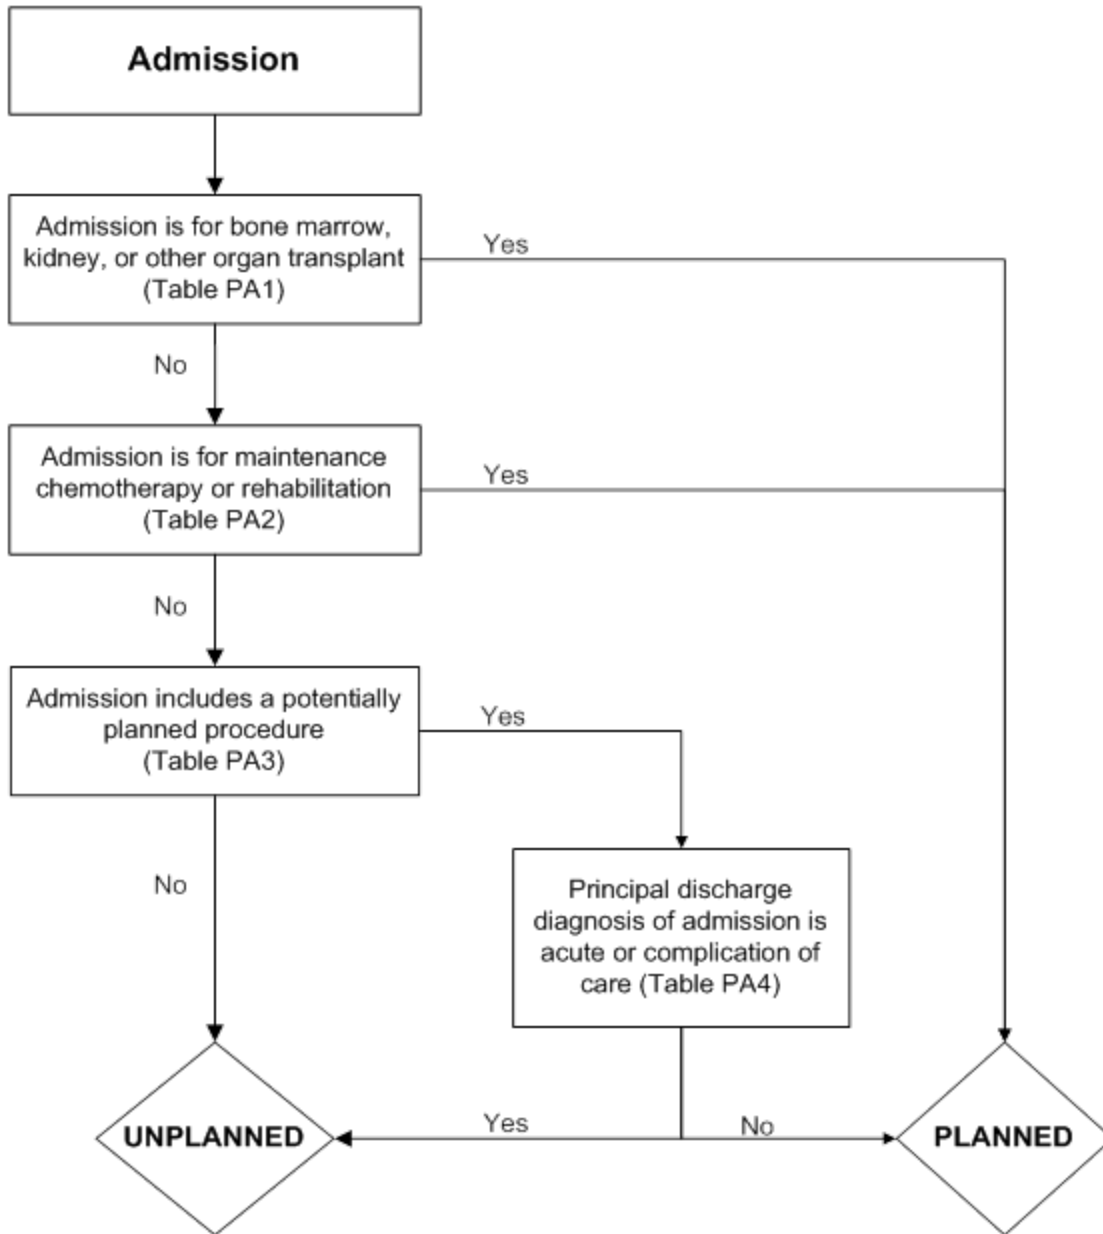 Admission
Admission is for bone marrow,
kidney, or other organ transplant
(Table PA1)
Yes
No
Admission is for maintenance
chemotherapy or rehabilitation
(Table PA2)
Yes
No
Admission includes a potentially
planned procedure
(Table PA3)
Yes
No
Principal discharge
diagnosis of admission is
acute or complication of
care (Table PA4)
Yes
No
UNPLANNED
PLANNED